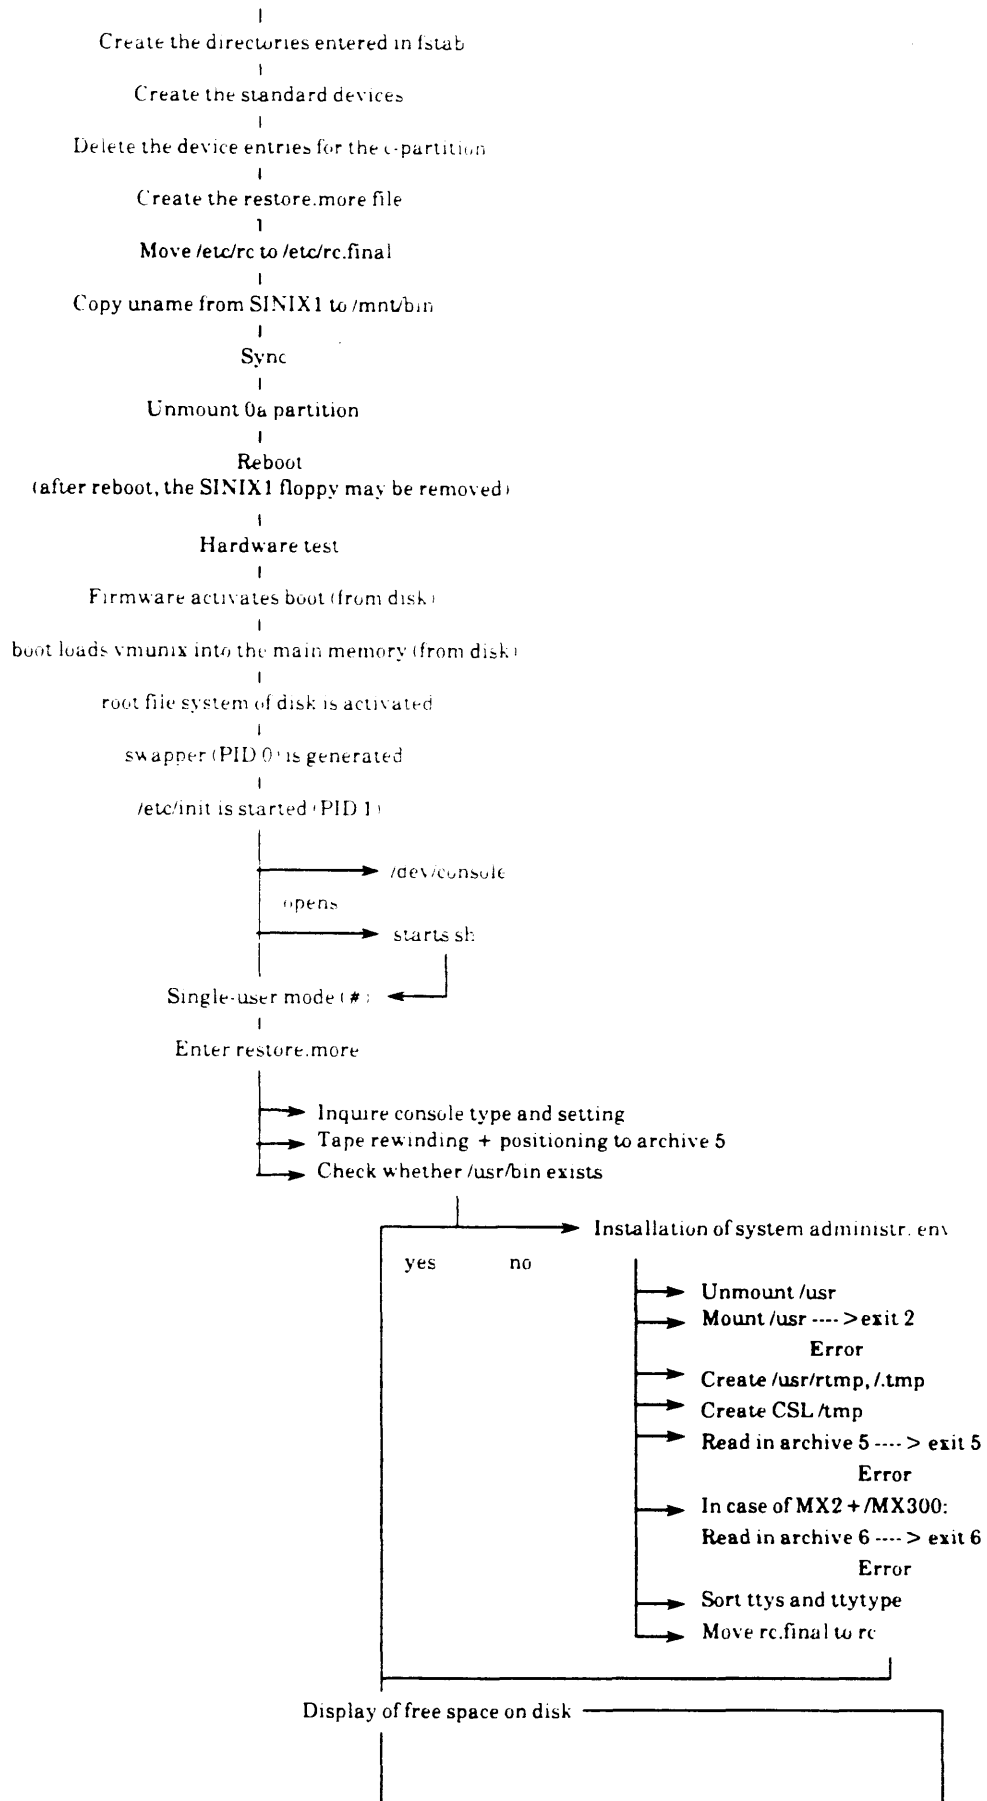 Create the directories entered in fstab
Create the standard devices
Delete the device entries for the c-partition
Create the restore.more file
Move /etc/rc to /etc/rc.final
Copy uname from SINIX1 to /mnt/bin
Sync
Unmount 0a partition
Reboot
(after reboot, the SINIX1 floppy may be removed)
Hardware test
Firmware activates boot (from disk)
boot loads vmunix into the main memory (from disk)
root file system of disk is activated
swapper (PID 0) is generated
/etc/init is started (PID 1)
/dev/console
opens
starts sh
Single-user mode (#)
Enter restore.more
Inquire console type and setting
Tape rewinding + positioning to archive 5
Check whether /usr/bin exists
Installation of system administr. env
yes no
Unmount /usr
Mount /usr ----> exit 2
Error
Create /usr/rtmp, /.tmp
Create CSL /tmp
Read in archive 5 ----> exit 5
Error
In case of MX2+/MX300:
Read in archive 6 ----> exit 6
Error
Sort ttys and ttytype
Move rc.final to rc
Display of free space on disk